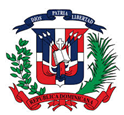 DIOS PATRIA LIBERTAD
REPUBLICA DOMINICANA